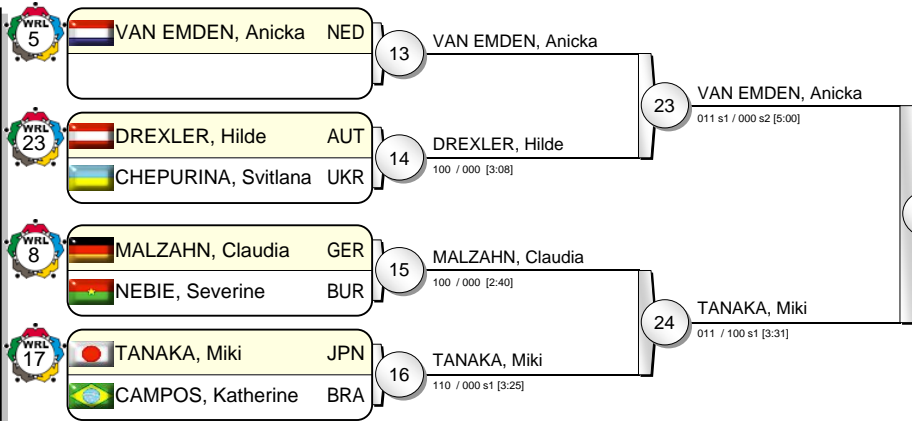 WRL 5
VAN EMDEN, Anicka NED
13
VAN EMDEN, Anicka
23
VAN EMDEN, Anicka
011 s1 / 000 s2 [5:00]
WRL 23
DREXLER, Hilde AUT
CHEPURINA, Svitlana UKR
14
DREXLER, Hilde
100 / 000 [3:08]
WRL 8
MALZAHN, Claudia GER
NEBIE, Severine BUR
15
MALZAHN, Claudia
100 / 000 [2:40]
24
TANAKA, Miki
011 / 100 s1 [3:31]
WRL 17
TANAKA, Miki JPN
CAMPOS, Katherine BRA
16
TANAKA, Miki
110 / 000 s1 [3:25]